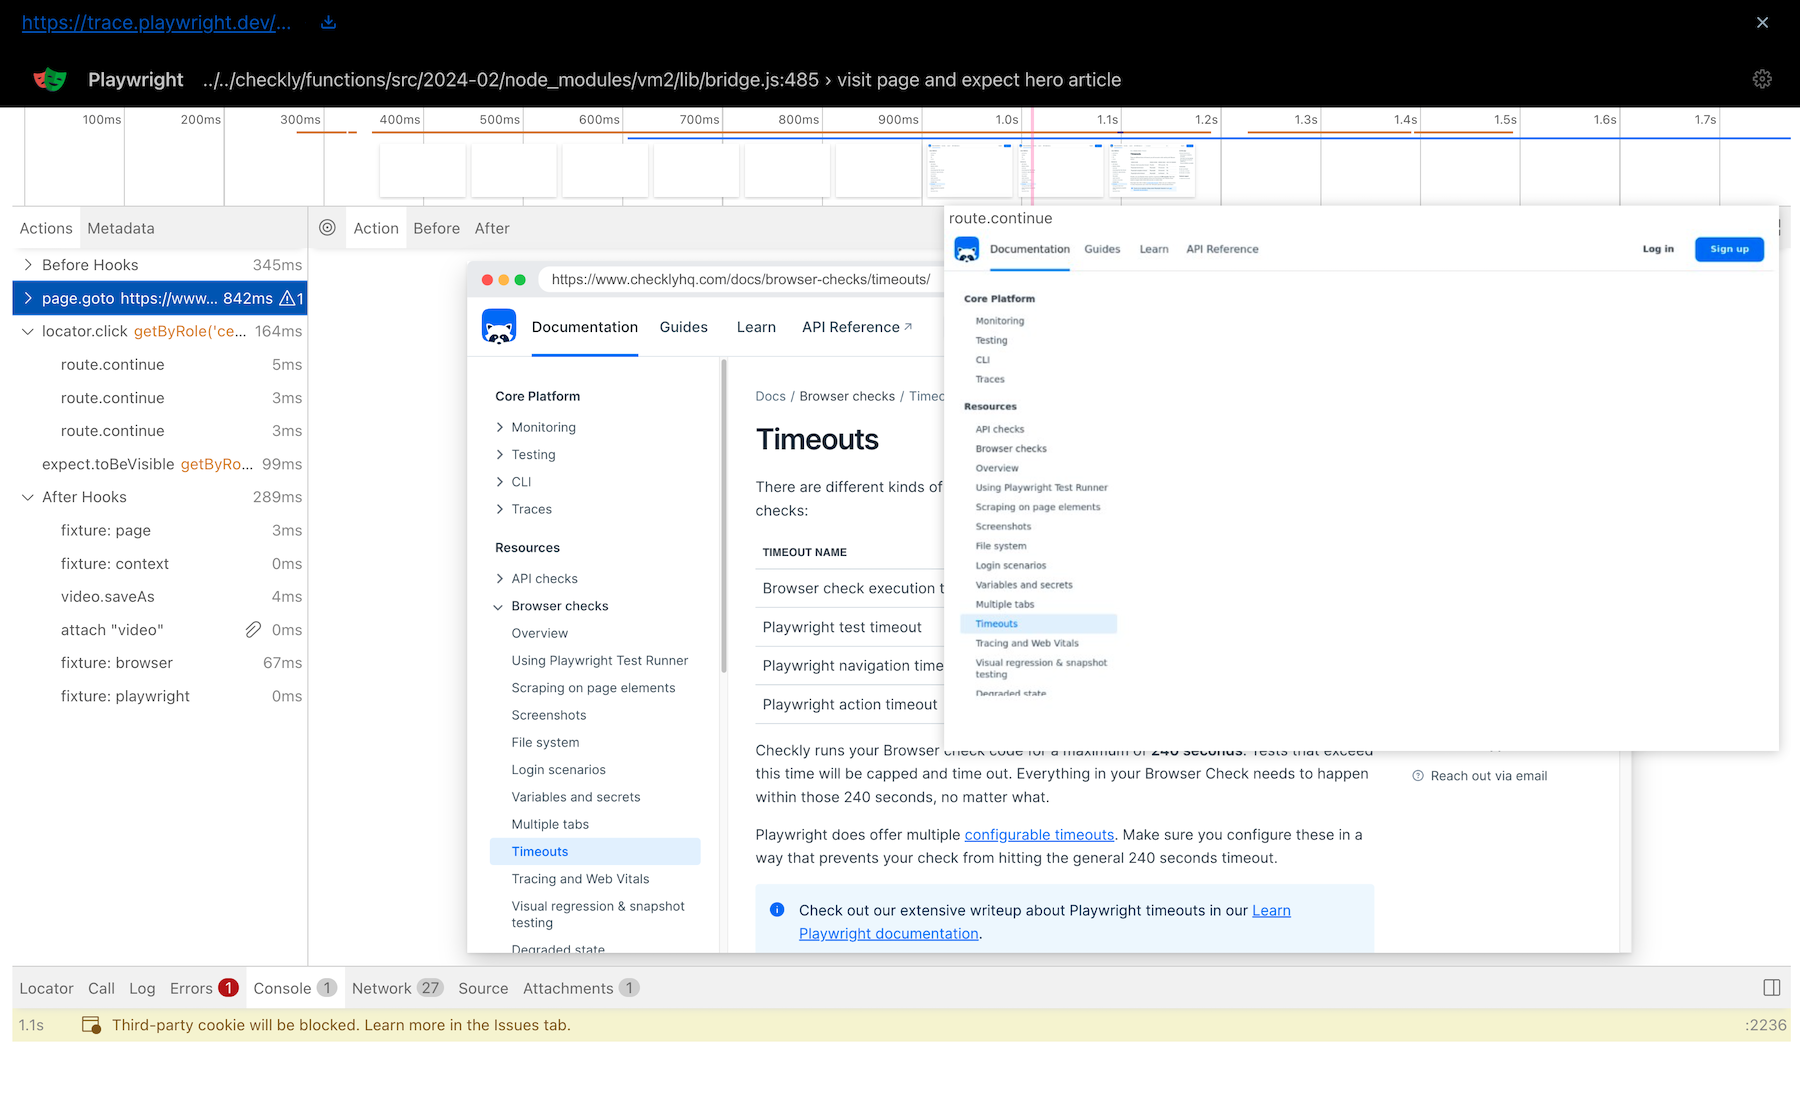 https://trace.playwright.dev/...
Playwright ../../checkly/functions/src/2024-02/node_modules/vm2/lib/bridge.js:485 › visit page and expect hero article
100ms 200ms 300ms 400ms 500ms 600ms 700ms 800ms 900ms 1.0s 1.1s 1.2s 1.3s 1.4s 1.5s 1.6s 1.7s
Actions Metadata
Before Hooks 345ms
page.goto https://www... 842ms 1
locator.click getByRole('ce... 164ms
route.continue 5ms
route.continue 3ms
route.continue 3ms
expect.toBeVisible getByRo... 99ms
After Hooks 289ms
fixture: page 3ms
fixture: context 0ms
video.saveAs 4ms
attach "video" 0ms
fixture: browser 67ms
fixture: playwright 0ms
Action Before After
https://www.checklyhq.com/docs/browser-checks/timeouts/
Documentation Guides Learn API Reference ↗
Core Platform
Monitoring
Testing
CLI
Traces
Resources
API checks
Browser checks
Overview
Using Playwright Test Runner
Scraping on page elements
Screenshots
File system
Login scenarios
Variables and secrets
Multiple tabs
Timeouts
Tracing and Web Vitals
Visual regression & snapshot
testing
Degraded state
Docs / Browser checks / Timeo
Timeouts
There are different kinds of
checks:
TIMEOUT NAME
Browser check execution t
Playwright test timeout
Playwright navigation time
Playwright action timeout
Checkly runs your Browser check code for a maximum of 240 seconds. Tests that exceed
this time will be capped and time out. Everything in your Browser Check needs to happen
within those 240 seconds, no matter what.
Playwright does offer multiple configurable timeouts. Make sure you configure these in a
way that prevents your check from hitting the general 240 seconds timeout.
Check out our extensive writeup about Playwright timeouts in our Learn
Playwright documentation.
Reach out via email
route.continue
Documentation Guides Learn API Reference Log in Sign up
Core Platform
Monitoring
Testing
CLI
Traces
Resources
API checks
Browser checks
Overview
Using Playwright Test Runner
Scraping on page elements
Screenshots
File system
Login scenarios
Variables and secrets
Multiple tabs
Timeouts
Tracing and Web Vitals
Visual regression & snapshot
testing
Degraded state
Locator Call Log Errors 1 Console 1 Network 27 Source Attachments 1
1.1s Third-party cookie will be blocked. Learn more in the Issues tab. :2236